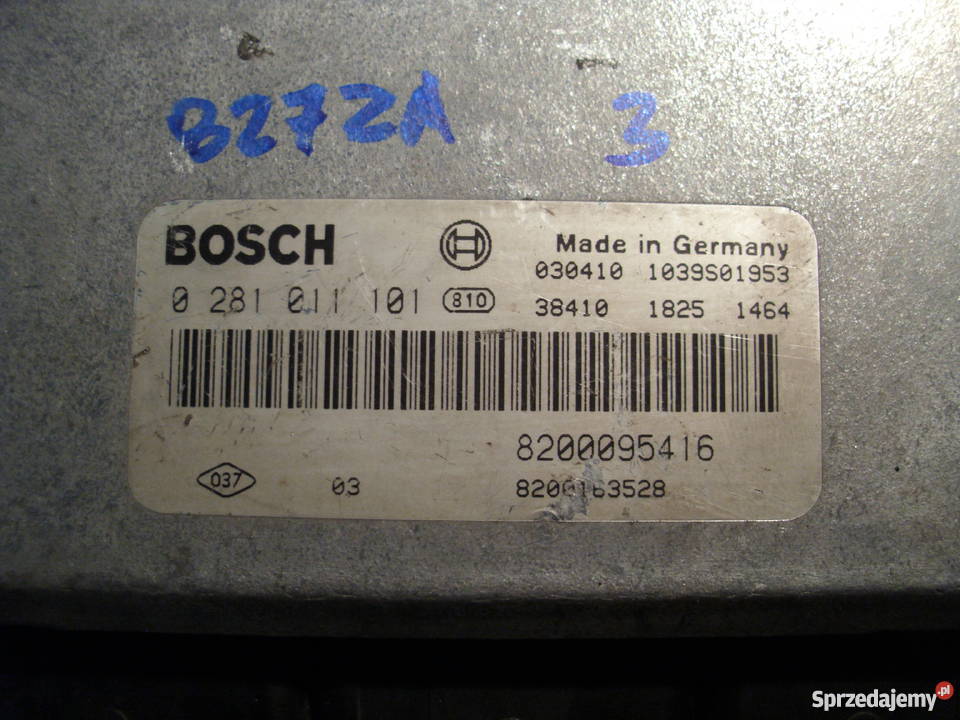 B272A 3
BOSCH
Made in Germany
030410 1039S01953
0 281 011 101 810
38410 1825 1464
8200095416
037 03
8200163528
Sprzedajemy.pl